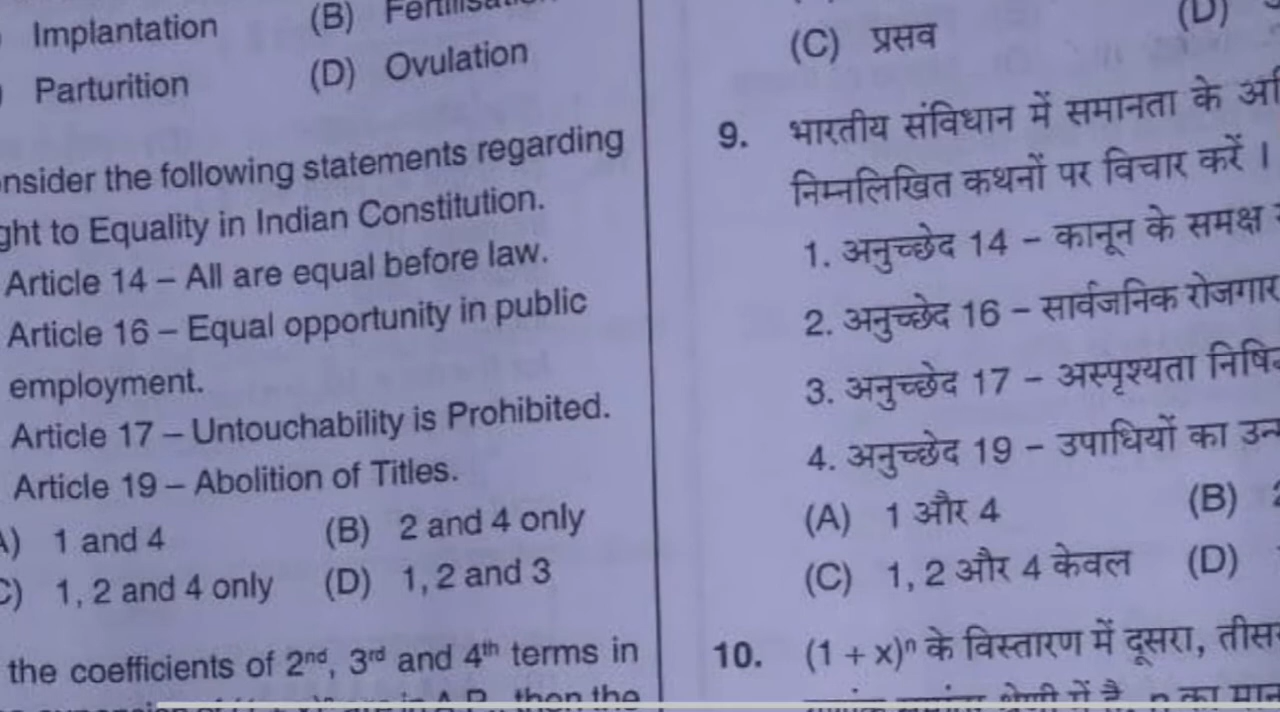 Implantation
(B)
Parturition
(D) Ovulation
the following statements regarding
to Equality in Indian Constitution.
Article 14 – All are equal before law.
Article 16 – Equal opportunity in public
employment.
Article 17 – Untouchability is Prohibited.
Article 19 – Abolition of Titles.
1 and 4
(B) 2 and 4 only
1, 2 and 4 only
(D) 1, 2 and 3
the coefficients of 2nd, 3rd and 4th terms in
then the
(D)
(C) प्रसव
9. भारतीय संविधान में समानता के
निम्नलिखित कथनों पर विचार करें ।
1. अनुच्छेद 14 – कानून के समक्ष
2. अनुच्छेद 16 – सार्वजनिक रोजगार
3. अनुच्छेद 17 – अस्पृश्यता
4. अनुच्छेद 19 – उपाधियों का
(A) 1 और 4
(B)
(C) 1, 2 और 4 केवल
(D)
10. (1 + x)ⁿ के विस्तारण में दूसरा,